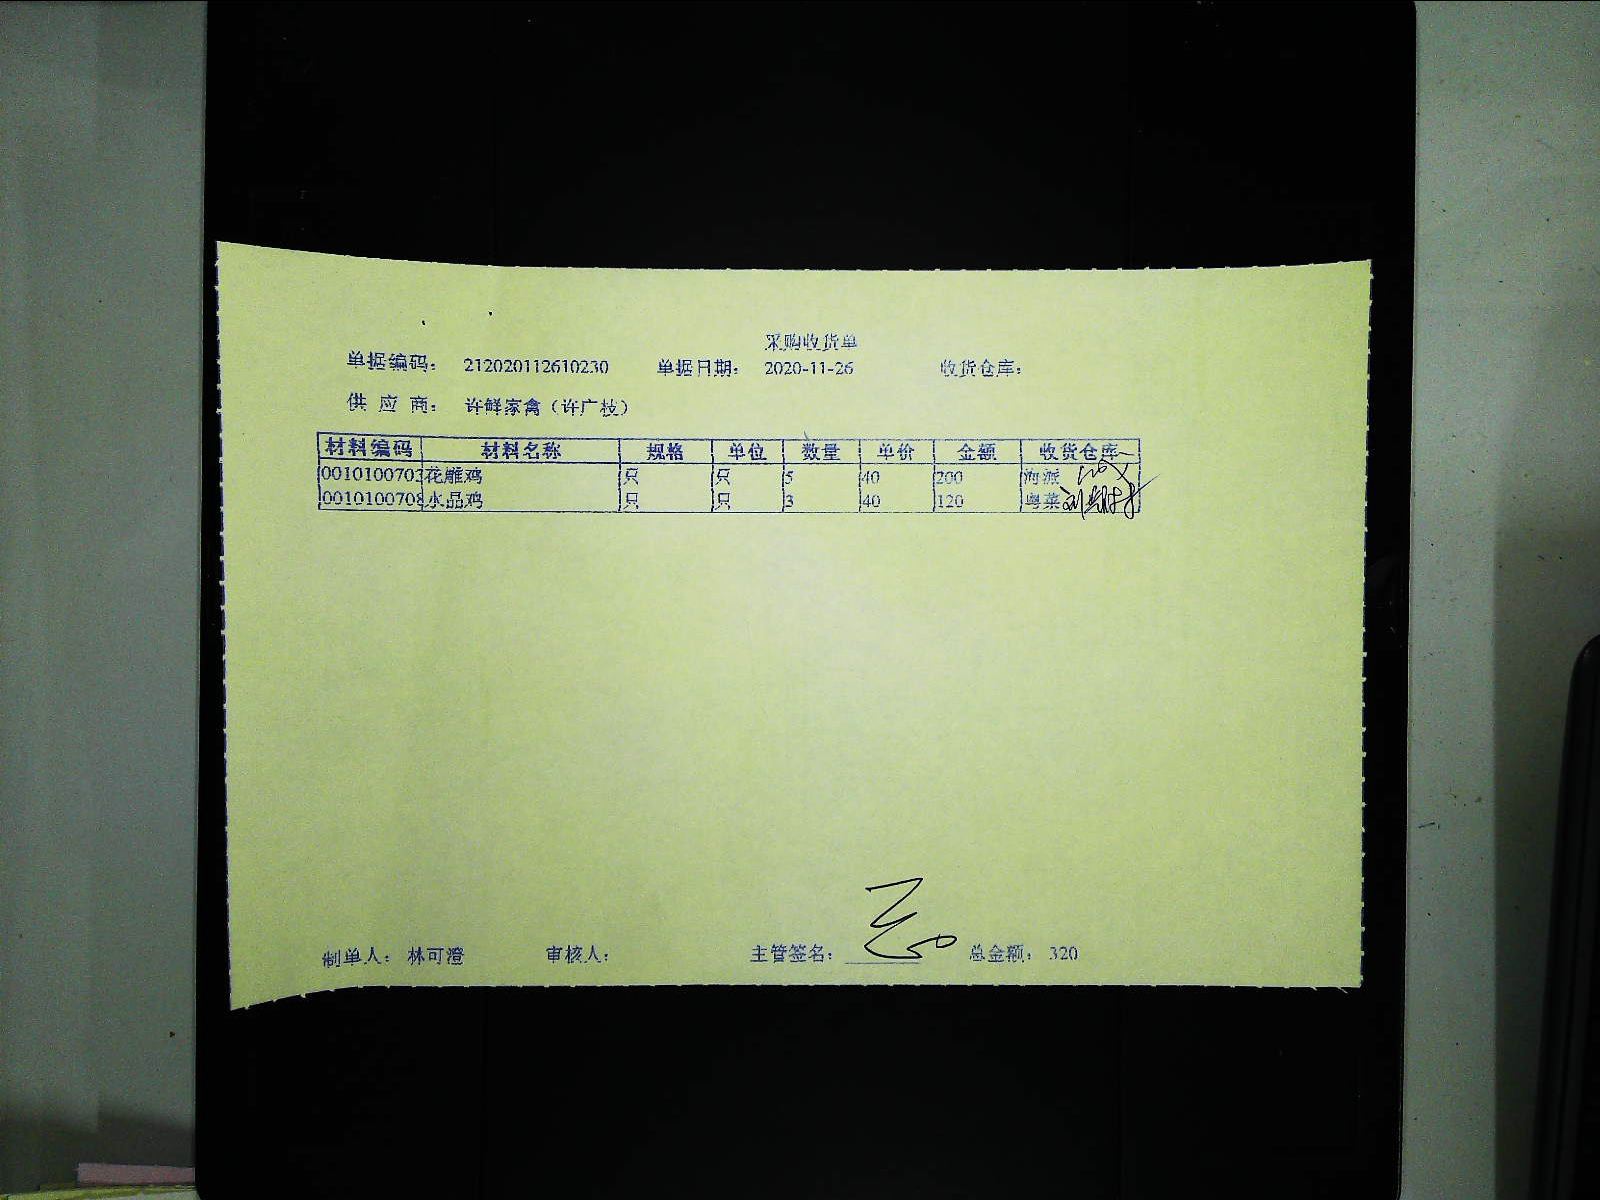 采购收货单
单据编码： 212020112610230 单据日期： 2020-11-26 收货仓库：
供 应 商： 许鲜家禽（许广枝）
材料编码 材料名称 规格 单位 数量 单价 金额 收货仓库
0010100703 花雕鸡 只 只 5 40 200 海派
0010100708 水晶鸡 只 只 3 40 120 粤菜
制单人： 林可澄 审核人： 主管签名： 总金额： 320